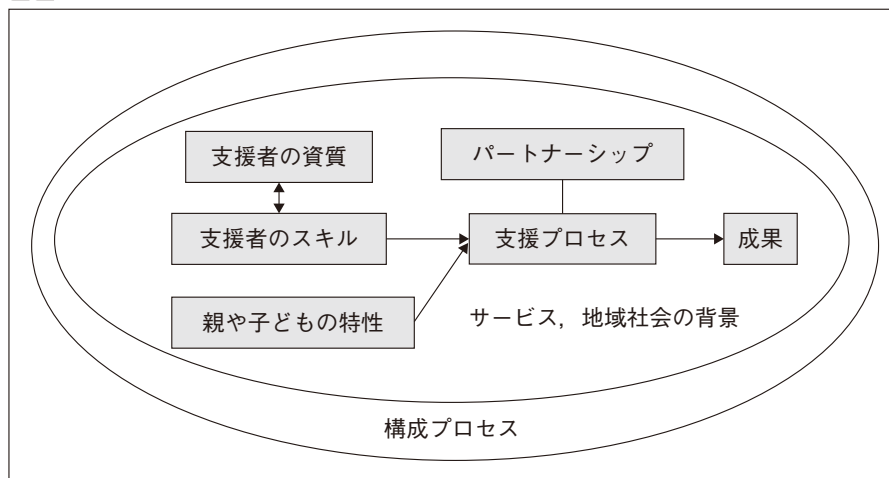 支援者の資質
パートナーシップ
支援者のスキル
支援プロセス
成果
親や子どもの特性
サービス，地域社会の背景
構成プロセス